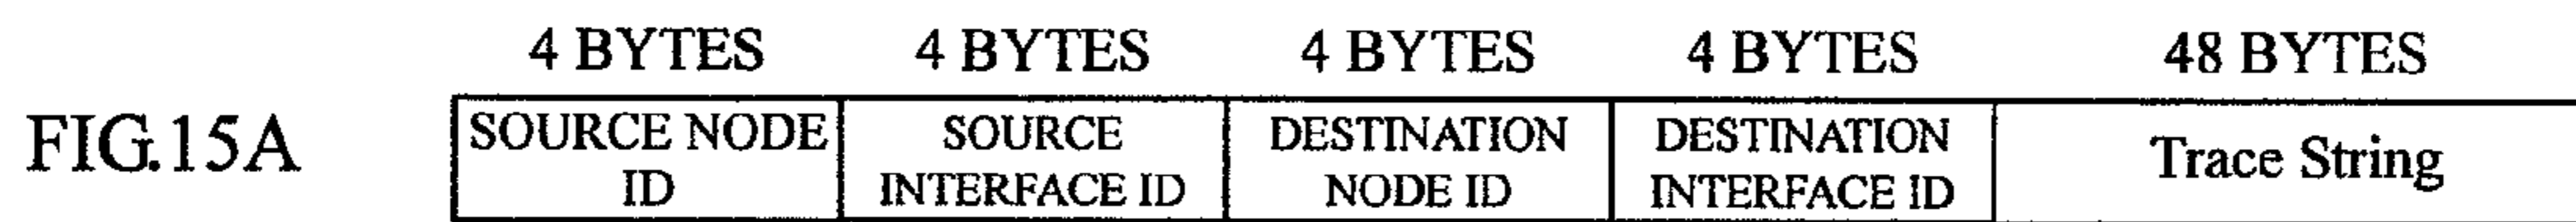 4 BYTES 4 BYTES 4 BYTES 4 BYTES 48 BYTES
FIG.15A
SOURCE NODE ID
SOURCE INTERFACE ID
DESTINATION NODE ID
DESTINATION INTERFACE ID
Trace String